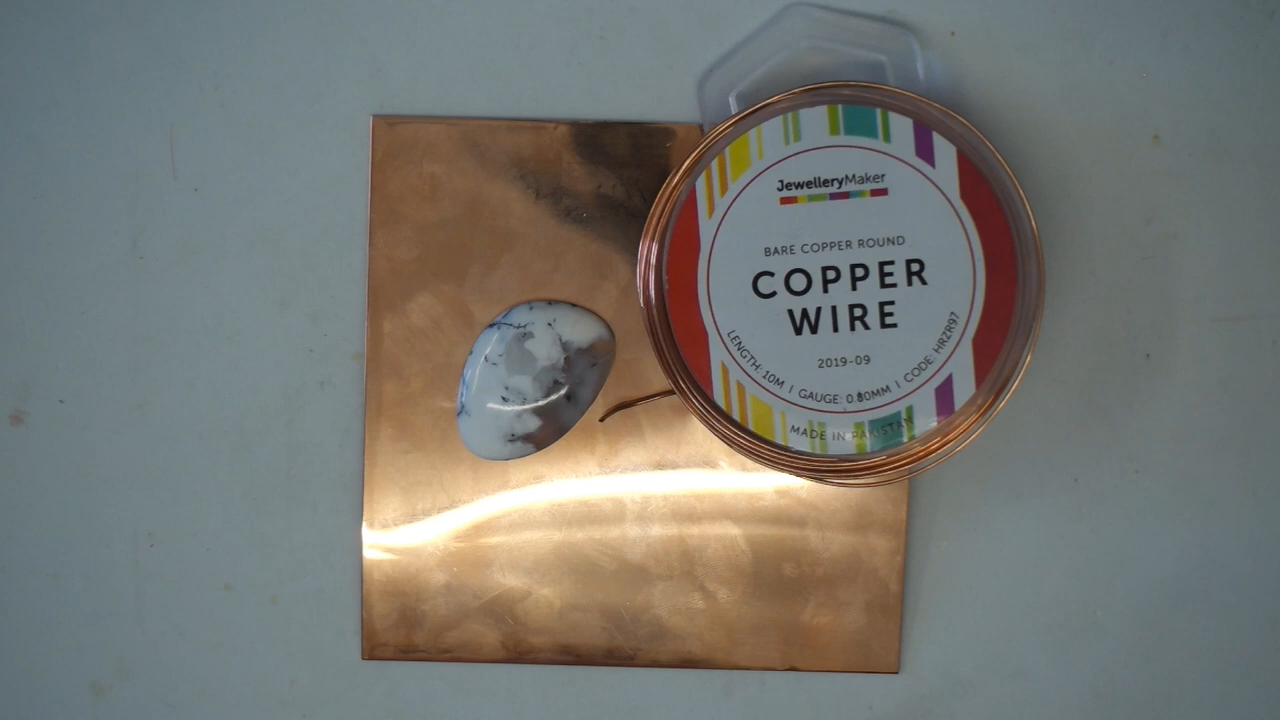 JewelleryMaker
BARE COPPER ROUND
COPPER
WIRE
2019-09
LENGTH: 10M | GAUGE: 0.80MM | CODE: HRZR97
MADE IN PAKISTAN